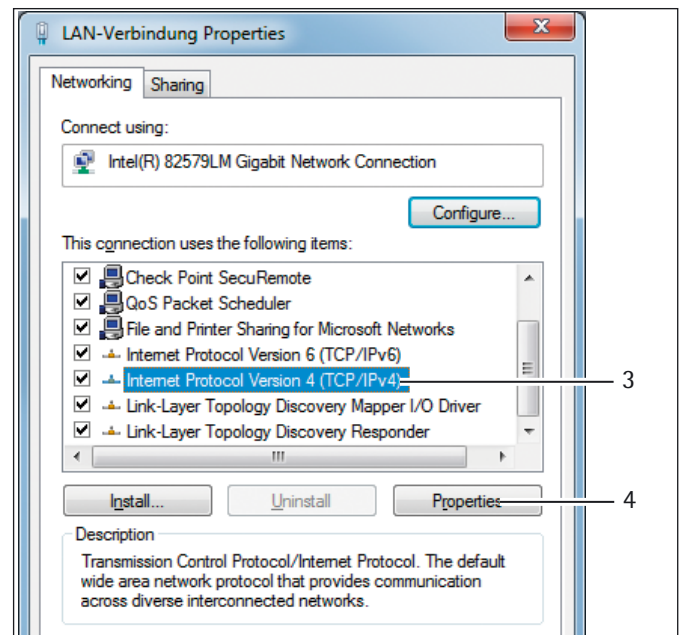 LAN-Verbindung Properties
X
Networking Sharing
Connect using:
Intel(R) 82579LM Gigabit Network Connection
Configure...
This connection uses the following items:
Check Point SecuRemote
QoS Packet Scheduler
File and Printer Sharing for Microsoft Networks
Internet Protocol Version 6 (TCP/IPv6)
Internet Protocol Version 4 (TCP/IPv4) 3
Link-Layer Topology Discovery Mapper I/O Driver
Link-Layer Topology Discovery Responder
Install... Uninstall Properties 4
Description
Transmission Control Protocol/Internet Protocol. The default
wide area network protocol that provides communication
across diverse interconnected networks.